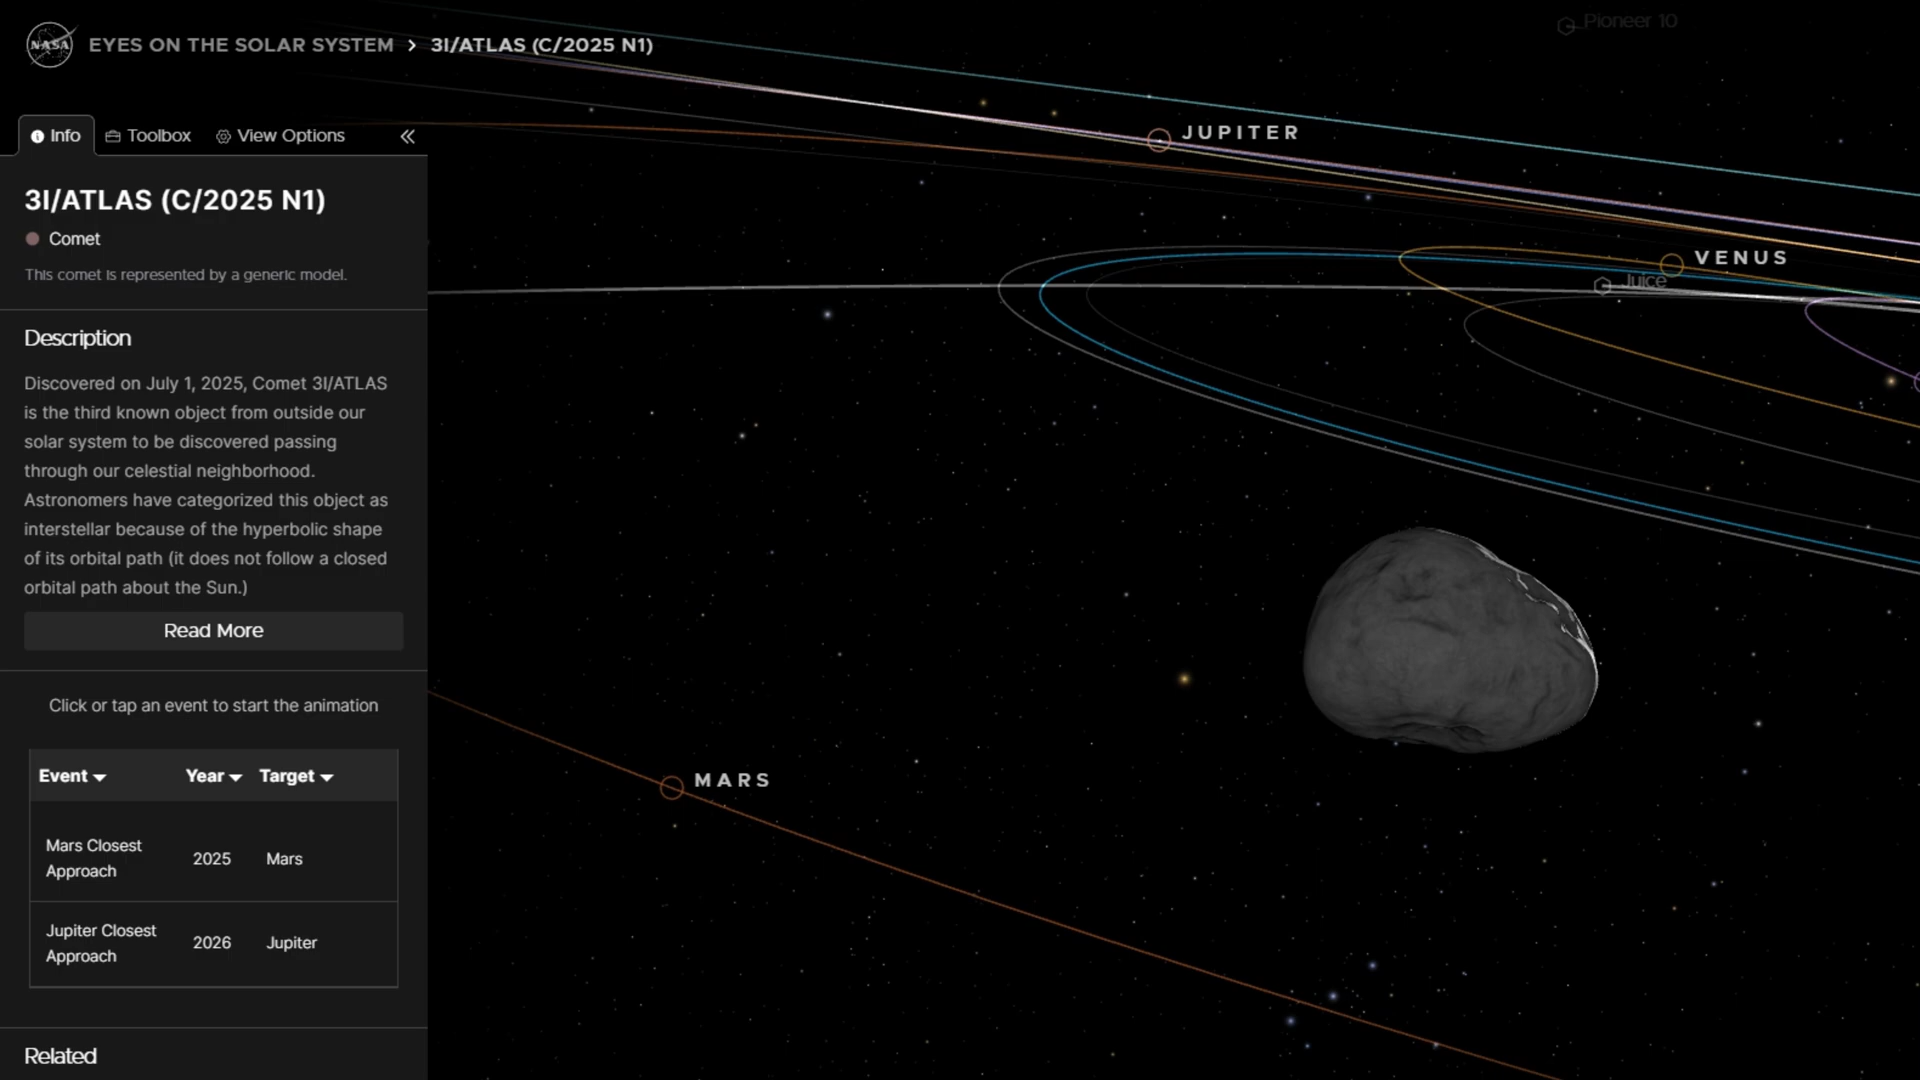 NASA
EYES ON THE SOLAR SYSTEM › 3I/ATLAS (C/2025 N1)
Pioneer 10
Info Toolbox View Options
JUPITER
3I/ATLAS (C/2025 N1)
Comet
This comet is represented by a generic model.
VENUS
Juice
Description
Discovered on July 1, 2025, Comet 3I/ATLAS
is the third known object from outside our
solar system to be discovered passing
through our celestial neighborhood.
Astronomers have categorized this object as
interstellar because of the hyperbolic shape
of its orbital path (it does not follow a closed
orbital path about the Sun.)
Read More
Click or tap an event to start the animation
MARS
Event Year Target
Mars Closest
Approach
2025 Mars
Jupiter Closest
Approach
2026 Jupiter
Related